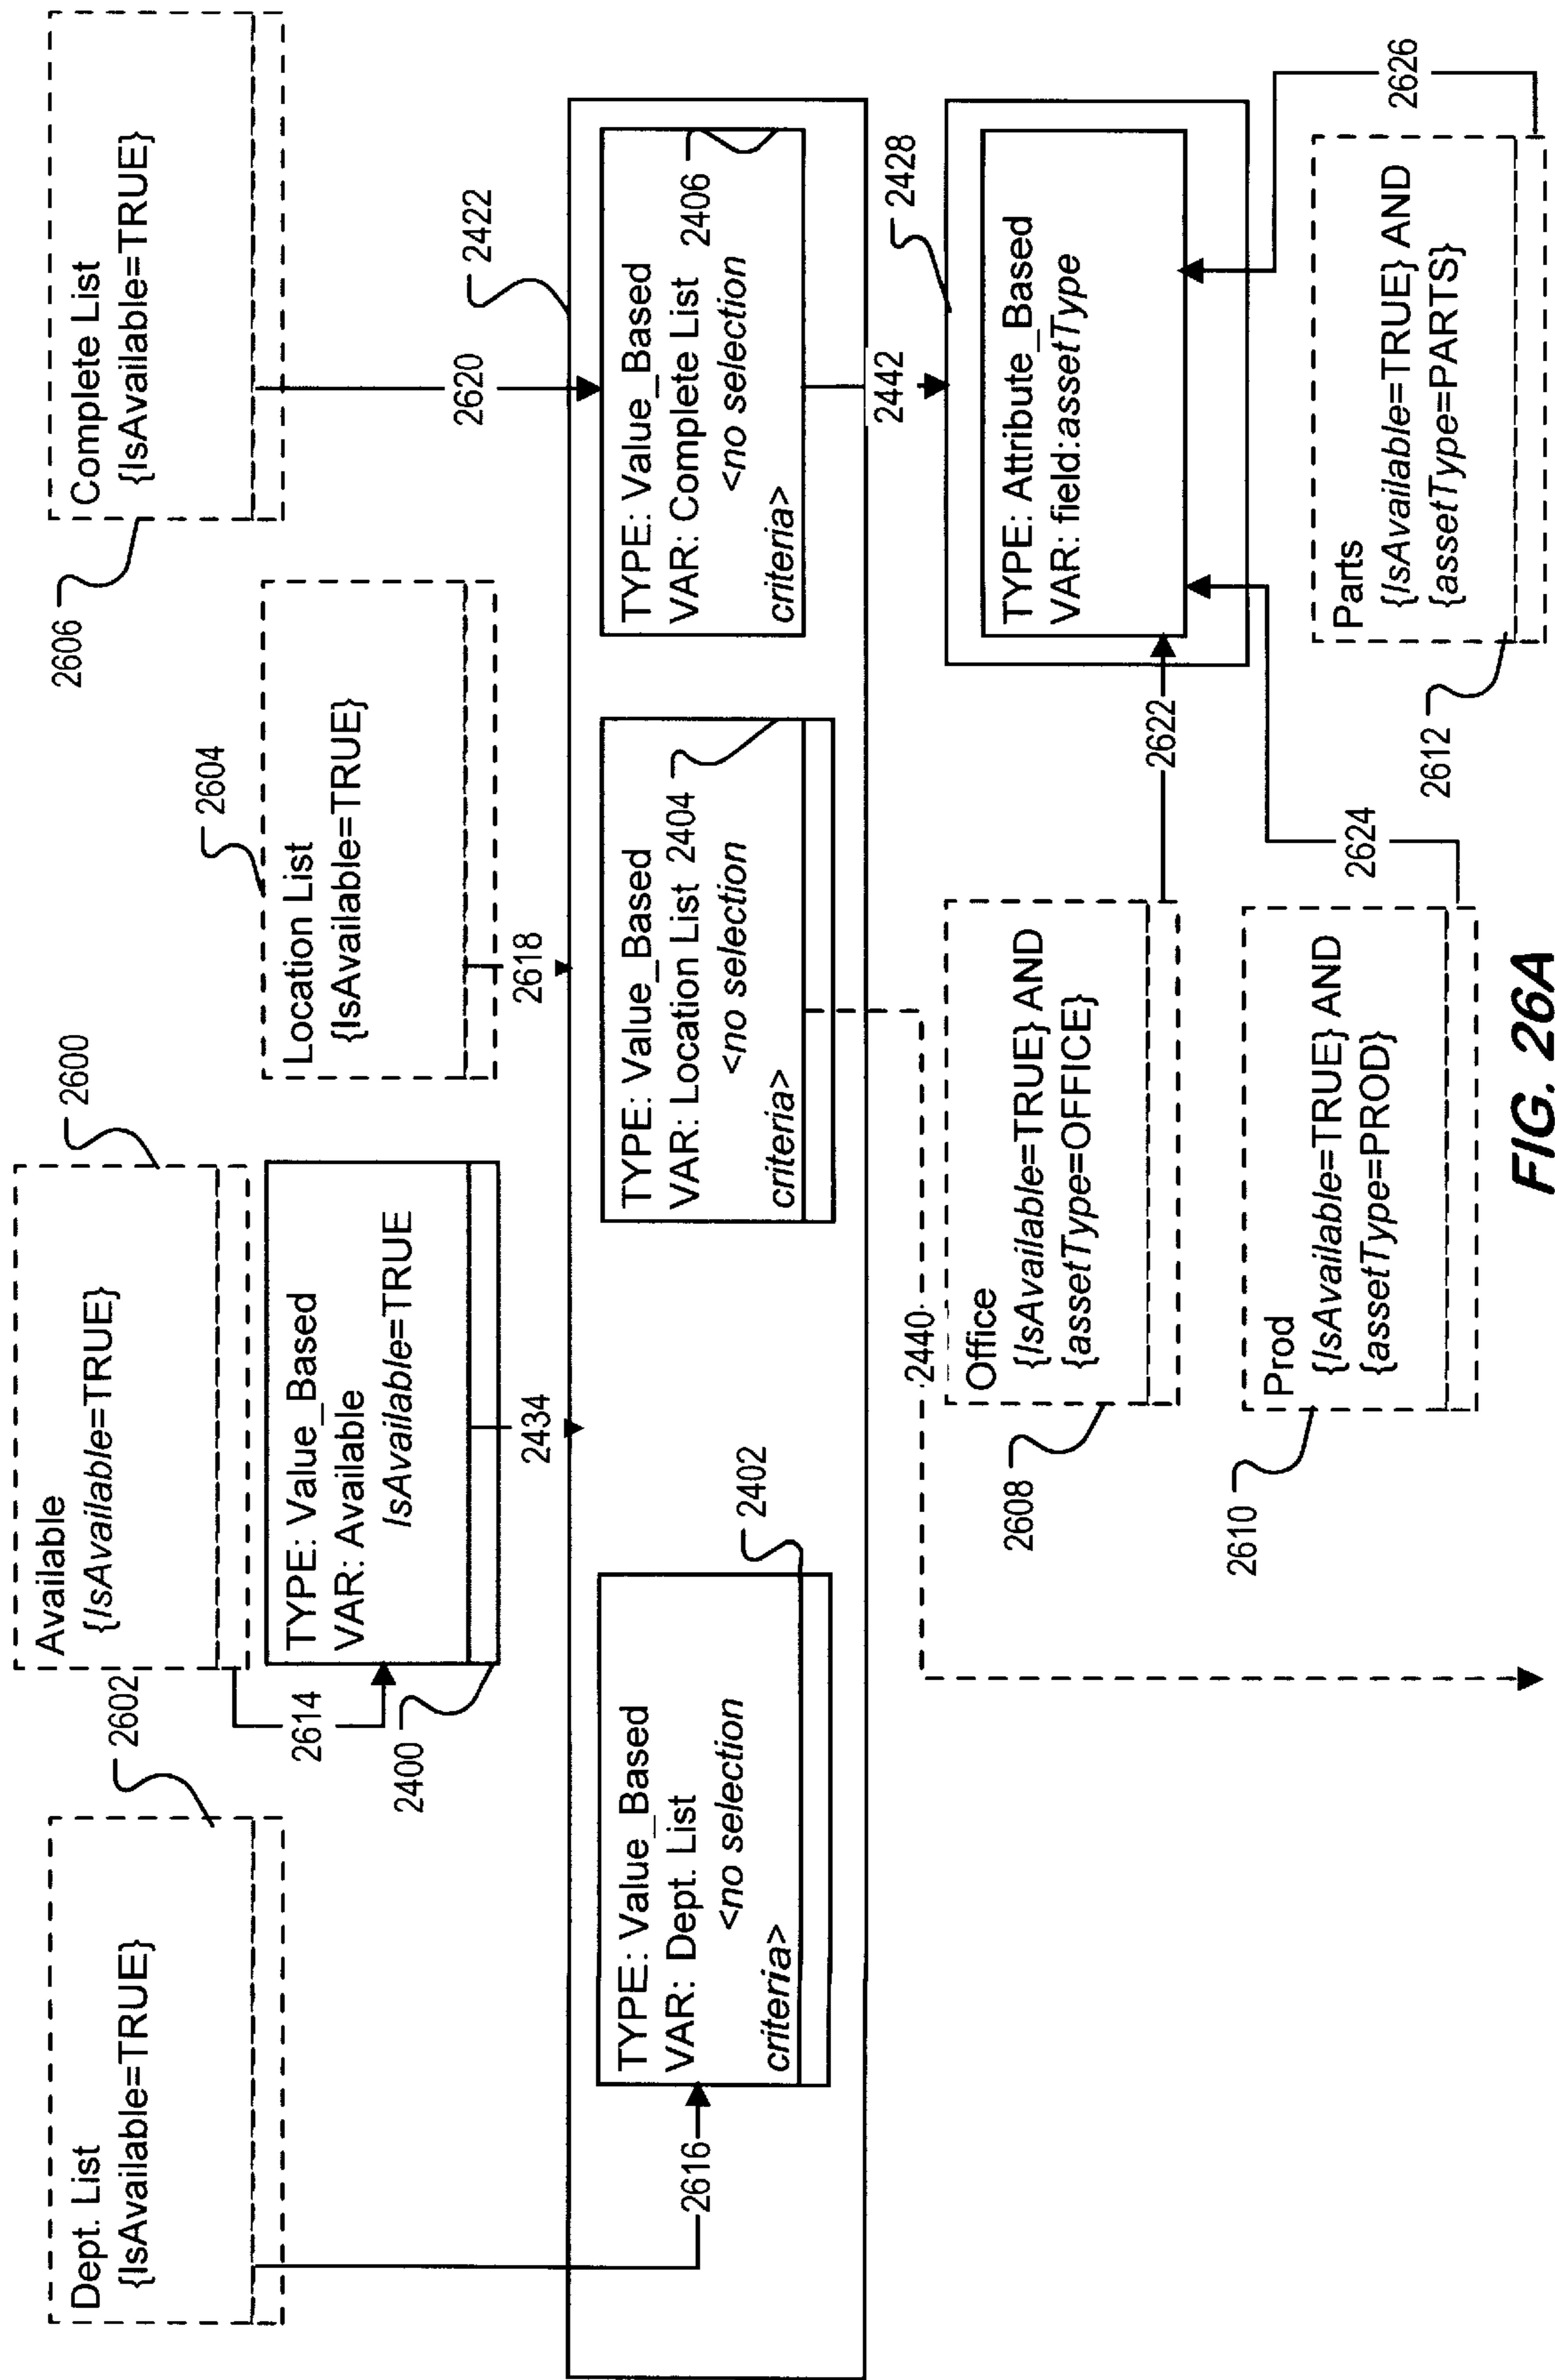 Dept. List
{IsAvailable=TRUE}
2602
Available
{IsAvailable=TRUE}
2600
2614
TYPE: Value_Based
VAR: Available
IsAvailable=TRUE
2400
2434
2604
Location List
{IsAvailable=TRUE}
2618
2606
Complete List
{IsAvailable=TRUE}
2620
2422
2616
TYPE: Value_Based
VAR: Dept. List
<no selection
criteria>
2402
TYPE: Value_Based
VAR: Location List 2404
<no selection
criteria>
TYPE: Value_Based
VAR: Complete List 2406
<no selection
criteria>
2440
2442
2428
Office
{IsAvailable=TRUE} AND
{assetType=OFFICE}
2608
2622
TYPE: Attribute_Based
VAR: field:assetType
Prod
{IsAvailable=TRUE} AND
{assetType=PROD}
2610
2624
Parts
{IsAvailable=TRUE} AND
{assetType=PARTS}
2612
2626
FIG. 26A